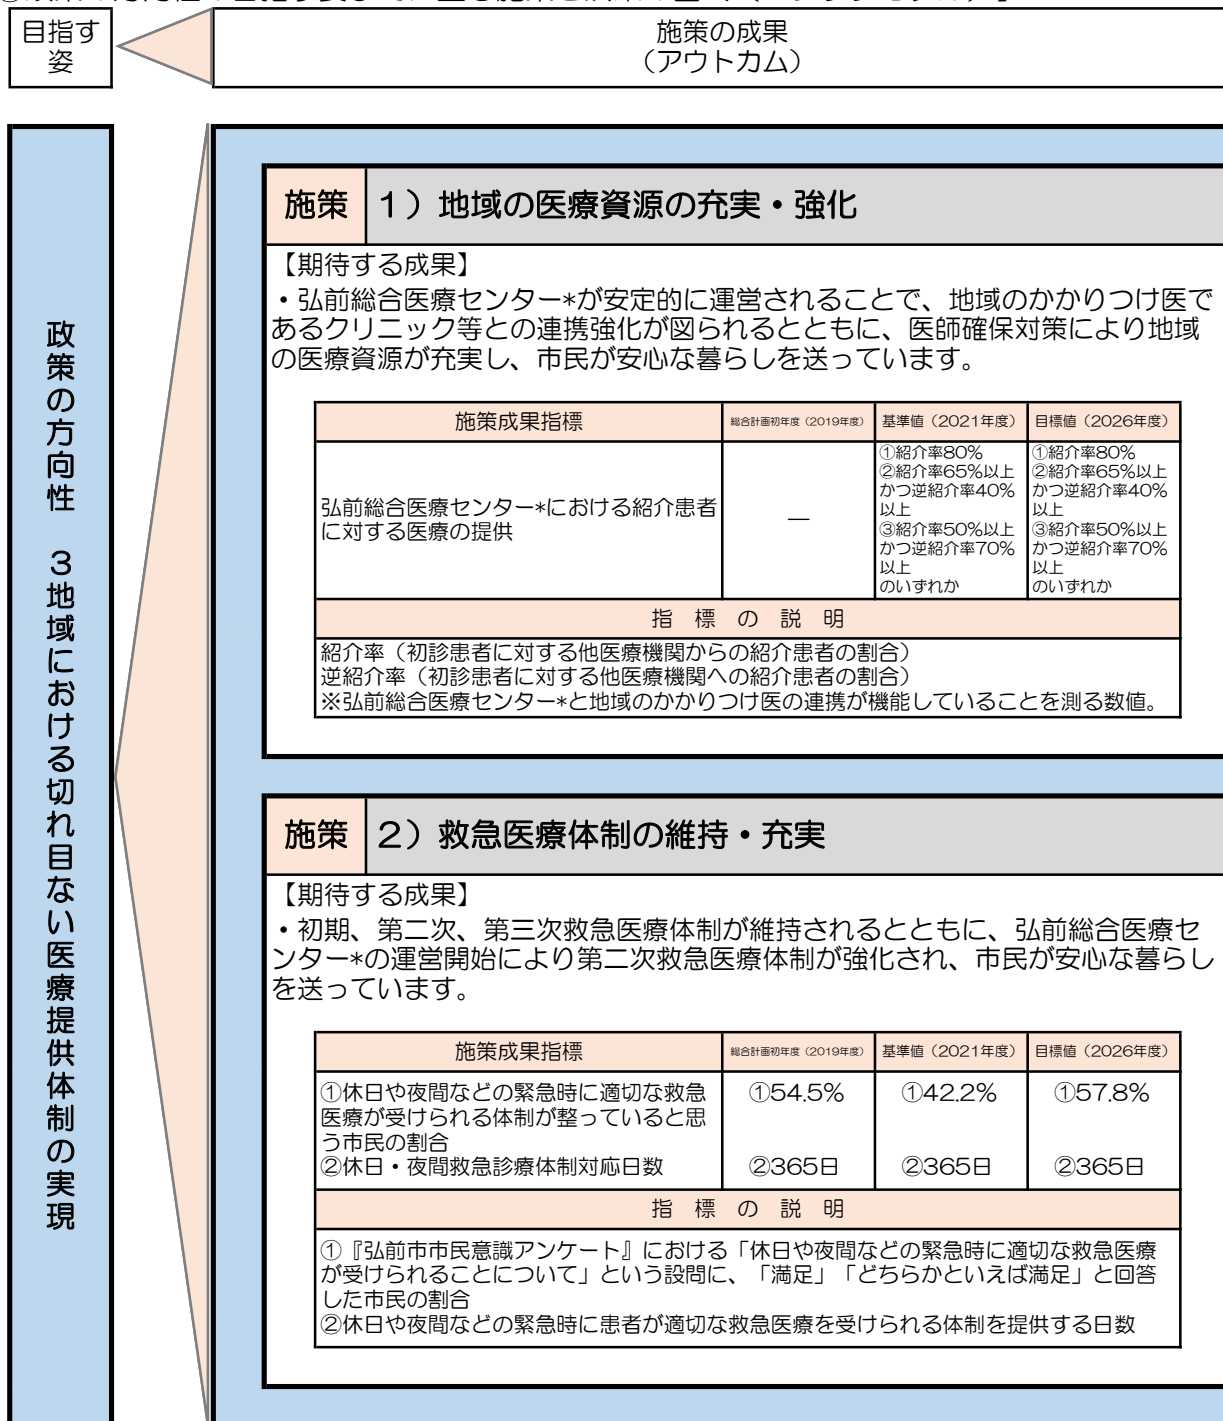 目指す
姿
施策の成果
（アウトカム）
政策の方向性　３地域における切れ目ない医療提供体制の実現
施策 １）地域の医療資源の充実・強化
【期待する成果】
・弘前総合医療センター*が安定的に運営されることで、地域のかかりつけ医で
あるクリニック等との連携強化が図られるとともに、医師確保対策により地域
の医療資源が充実し、市民が安心な暮らしを送っています。
施策成果指標 総合計画初年度（2019年度） 基準値（2021年度） 目標値（2026年度）
弘前総合医療センター*における紹介患者
に対する医療の提供
―
①紹介率80%
②紹介率65%以上
かつ逆紹介率40%
以上
③紹介率50%以上
かつ逆紹介率70%
以上
のいずれか
①紹介率80%
②紹介率65%以上
かつ逆紹介率40%
以上
③紹介率50%以上
かつ逆紹介率70%
以上
のいずれか
指　標　の　説　明
紹介率（初診患者に対する他医療機関からの紹介患者の割合）
逆紹介率（初診患者に対する他医療機関への紹介患者の割合）
※弘前総合医療センター*と地域のかかりつけ医の連携が機能していることを測る数値。
施策 ２）救急医療体制の維持・充実
【期待する成果】
・初期、第二次、第三次救急医療体制が維持されるとともに、弘前総合医療セ
ンター*の運営開始により第二次救急医療体制が強化され、市民が安心な暮らし
を送っています。
施策成果指標 総合計画初年度（2019年度） 基準値（2021年度） 目標値（2026年度）
①休日や夜間などの緊急時に適切な救急 ①54.5% ①42.2% ①57.8%
医療が受けられる体制が整っていると思
う市民の割合
②休日・夜間救急診療体制対応日数 ②365日 ②365日 ②365日
指　標　の　説　明
①『弘前市市民意識アンケート』における「休日や夜間などの緊急時に適切な救急医療
が受けられることについて」という設問に、「満足」「どちらかといえば満足」と回答
した市民の割合
②休日や夜間などの緊急時に患者が適切な救急医療を受けられる体制を提供する日数